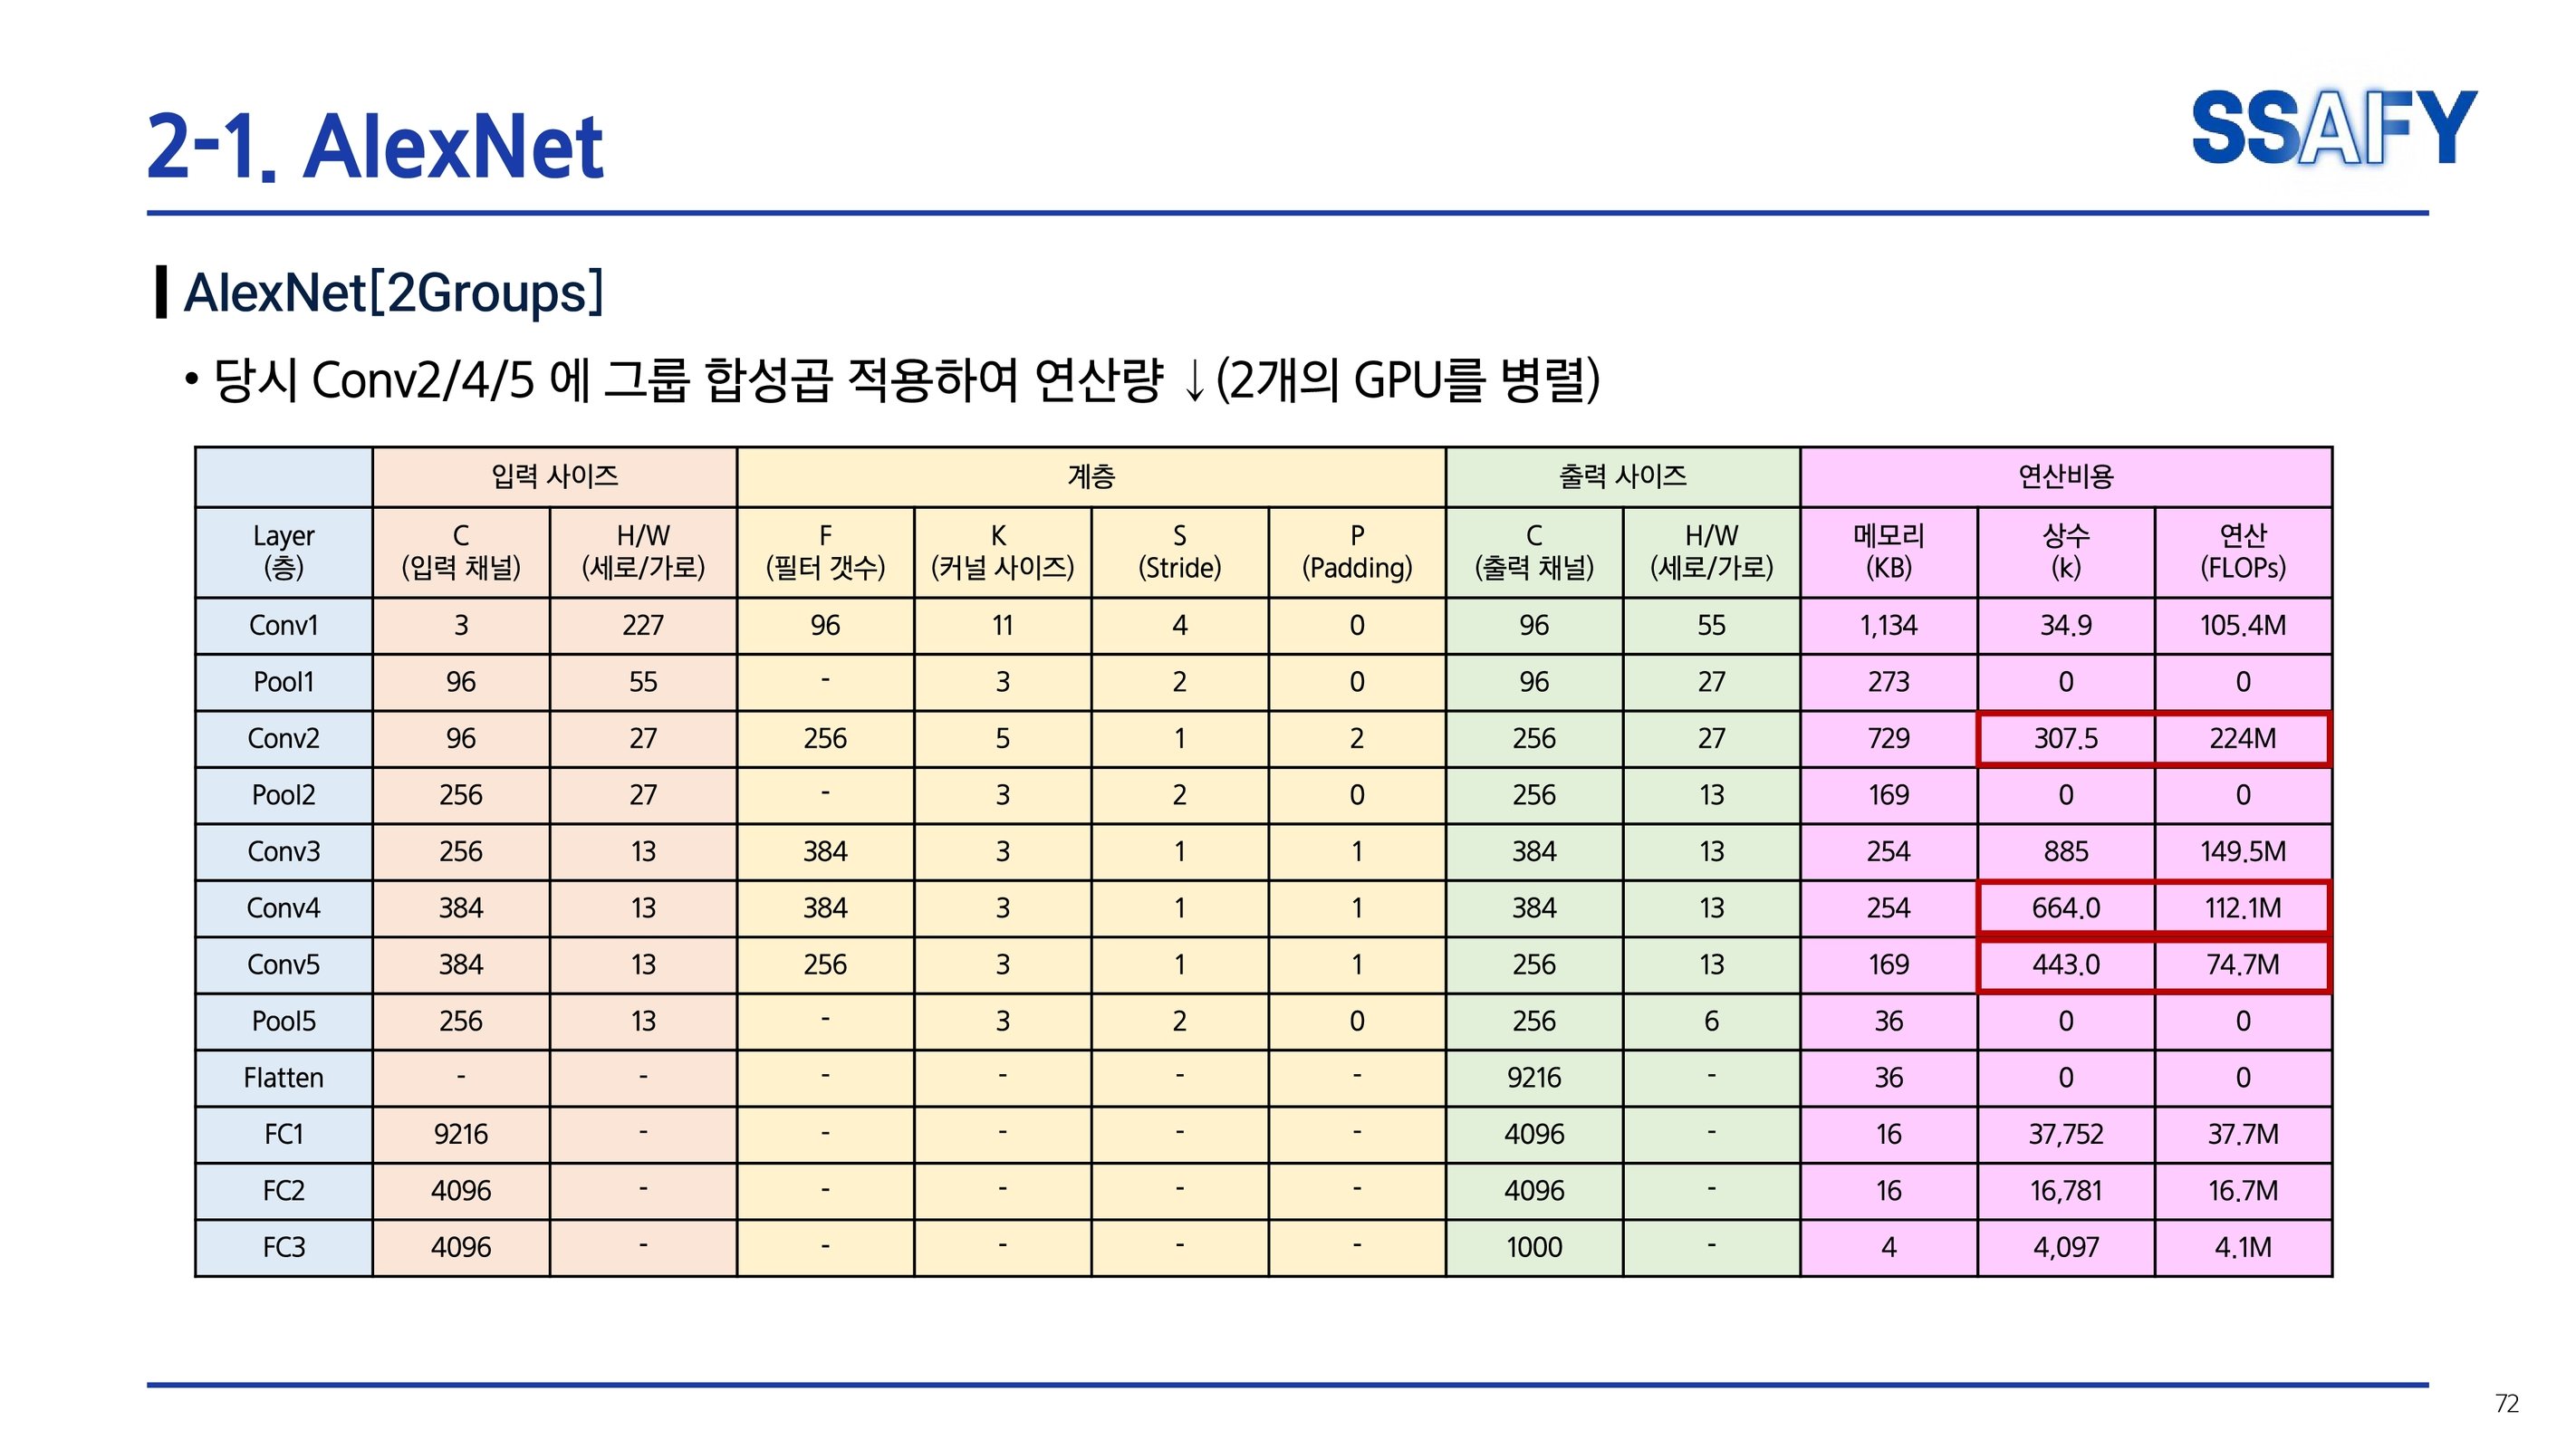 2-1. AlexNet
SSAFY
AlexNet[2Groups]
• 당시 Conv2/4/5 에 그룹 합성곱 적용하여 연산량 ↓(2개의 GPU를 병렬)
입력 사이즈 계층 출력 사이즈 연산비용
Layer C H/W F K S P C H/W 메모리 상수 연산
(층) (입력 채널) (세로/가로) (필터 갯수) (커널 사이즈) (Stride) (Padding) (출력 채널) (세로/가로) (KB) (k) (FLOPs)
Conv1 3 227 96 11 4 0 96 55 1,134 34.9 105.4M
Pool1 96 55 - 3 2 0 96 27 273 0 0
Conv2 96 27 256 5 1 2 256 27 729 307.5 224M
Pool2 256 27 - 3 2 0 256 13 169 0 0
Conv3 256 13 384 3 1 1 384 13 254 885 149.5M
Conv4 384 13 384 3 1 1 384 13 254 664.0 112.1M
Conv5 384 13 256 3 1 1 256 13 169 443.0 74.7M
Pool5 256 13 - 3 2 0 256 6 36 0 0
Flatten - - - - - - 9216 - 36 0 0
FC1 9216 - - - - - 4096 - 16 37,752 37.7M
FC2 4096 - - - - - 4096 - 16 16,781 16.7M
FC3 4096 - - - - - 1000 - 4 4,097 4.1M
72